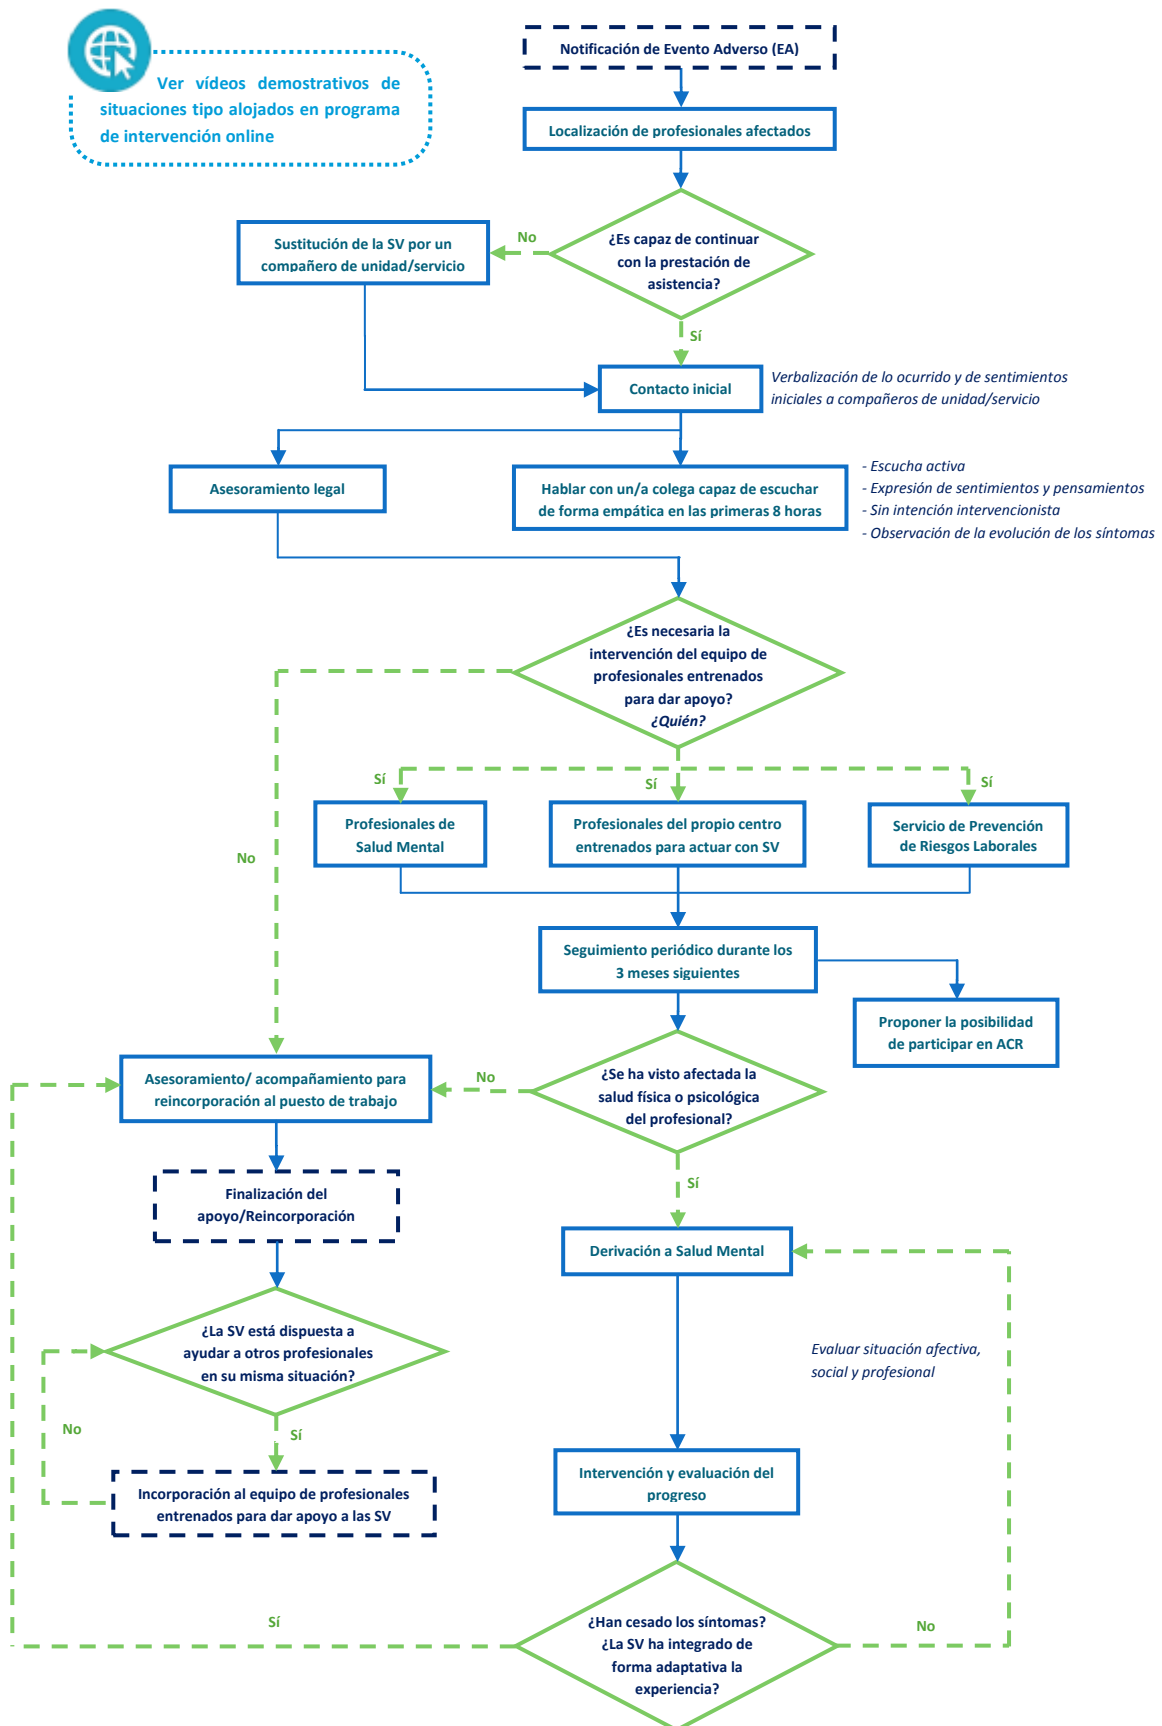 Notificación de Evento Adverso (EA)
Ver vídeos demostrativos de
situaciones tipo alojados en programa
de intervención online
Localización de profesionales afectados
¿Es capaz de continuar
con la prestación de
asistencia?
No
Sustitución de la SV por un
compañero de unidad/servicio
Sí
Contacto inicial
Verbalización de lo ocurrido y de sentimientos
iniciales a compañeros de unidad/servicio
Asesoramiento legal
Hablar con un/a colega capaz de escuchar
de forma empática en las primeras 8 horas
- Escucha activa
- Expresión de sentimientos y pensamientos
- Sin intención intervencionista
- Observación de la evolución de los síntomas
¿Es necesaria la
intervención del equipo de
profesionales entrenados
para dar apoyo?
¿Quién?
Sí
Sí
Sí
Profesionales de
Salud Mental
Profesionales del propio centro
entrenados para actuar con SV
Servicio de Prevención
de Riesgos Laborales
No
Seguimiento periódico durante los
3 meses siguientes
Proponer la posibilidad
de participar en ACR
¿Se ha visto afectada la
salud física o psicológica
del profesional?
No
Asesoramiento/ acompañamiento para
reincorporación al puesto de trabajo
Sí
Finalización del
apoyo/Reincorporación
Derivación a Salud Mental
¿La SV está dispuesta a
ayudar a otros profesionales
en su misma situación?
Evaluar situación afectiva,
social y profesional
No
Sí
Incorporación al equipo de profesionales
entrenados para dar apoyo a las SV
Intervención y evaluación del
progreso
¿Han cesado los síntomas?
¿La SV ha integrado de
forma adaptativa la
experiencia?
Sí
No